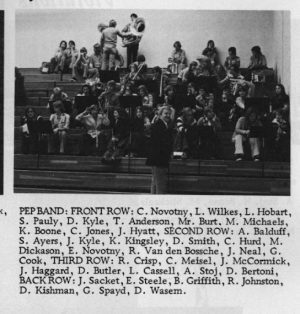 PEP BAND: FRONT ROW: C. Novotny, L. Wilkes, L. Hobart,
S. Pauly, D. Kyle, T. Anderson, Mr. Burt. M. Michaels,
K. Boone, C. Jones, J. Hyatt, SECOND ROW: A. Balduff,
S. Ayers, J. Kyle, K. Kingsley, D. Smith, C. Hurd, M.
Dickason, E. Novotny, R. Van den Bossche, J. Neal, G.
Cook, THIRD ROW: R. Crisp, C. Meisel, J. McCormick,
J. Haggard, D. Butler, L. Cassell, A. Stoj, D. Bertoni,
BACK ROW: J. Sacket, E. Steele, B. Griffith, R. Johnston,
D. Kishman, G. Spayd, D. Wasem.